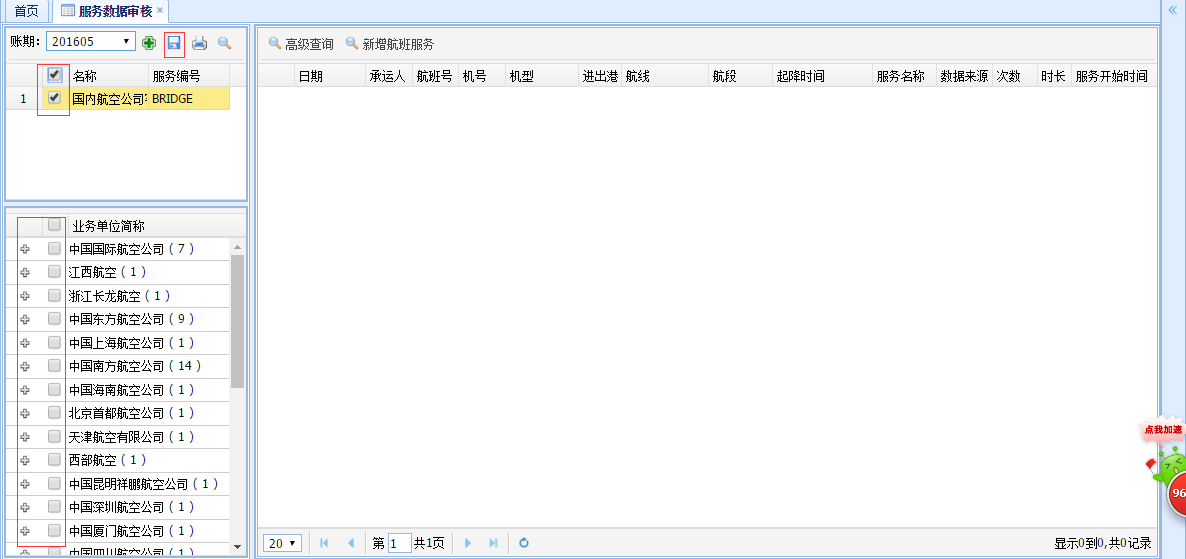 首页 服务数据审核 ×
账期: 201605
名称 服务编号
1 国内航空公司 BRIDGE
业务单位简称
中国国际航空公司(7)
江西航空(1)
浙江长龙航空(1)
中国东方航空公司(9)
中国上海航空公司(1)
中国南方航空公司(14)
中国海南航空公司(1)
北京首都航空公司(1)
天津航空有限公司(1)
西部航空(1)
中国昆明祥鹏航空公司(1)
中国深圳航空公司(1)
中国厦门航空公司(1)
中国四川航空公司(1)
高级查询 新增航班服务
日期 承运人 航班号 机号 机型 进出港 航线 航段 起降时间 服务名称 数据来源 次数 时长 服务开始时间
20 第 1 共1页 显示0到0,共0记录
点我加速
96